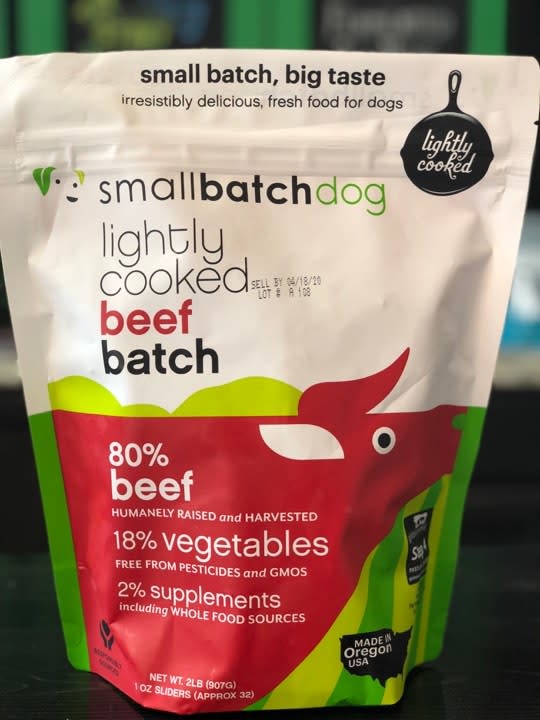 small batch, big taste
irresistibly delicious, fresh food for dogs
lightly
cooked
smallbatchdog
lightly
cooked
SELL BY 04/18/20
LOT # A 108
beef
batch
80%
beef
HUMANELY RAISED and HARVESTED
18% vegetables
FREE FROM PESTICIDES and GMOS
2% supplements
including WHOLE FOOD SOURCES
RESPONSIBLY
SOURCED
MADE IN
Oregon
USA
NET WT. 2LB (907G)
1 OZ SLIDERS (APPROX 32)